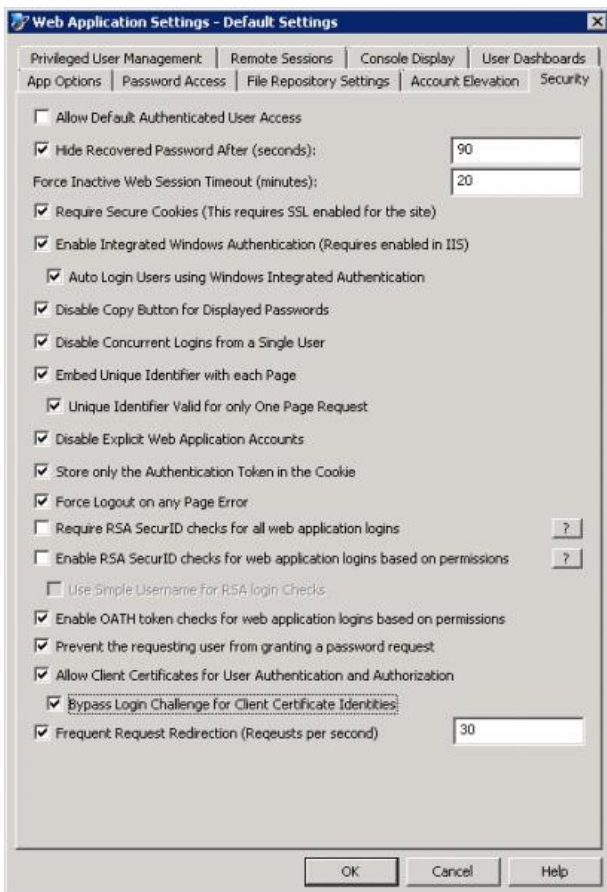 Web Application Settings - Default Settings
Privileged User Management Remote Sessions Console Display User Dashboards
App Options Password Access File Repository Settings Account Elevation Security
Allow Default Authenticated User Access
Hide Recovered Password After (seconds): 90
Force Inactive Web Session Timeout (minutes): 20
Require Secure Cookies (This requires SSL enabled for the site)
Enable Integrated Windows Authentication (Requires enabled in IIS)
Auto Login Users using Windows Integrated Authentication
Disable Copy Button for Displayed Passwords
Disable Concurrent Logins from a Single User
Embed Unique Identifier with each Page
Unique Identifier Valid for only One Page Request
Disable Explicit Web Application Accounts
Store only the Authentication Token in the Cookie
Force Logout on any Page Error
Require RSA SecurID checks for all web application logins ?
Enable RSA SecurID checks for web application logins based on permissions ?
Use Simple Username for RSA login Checks
Enable OATH token checks for web application logins based on permissions
Prevent the requesting user from granting a password request
Allow Client Certificates for User Authentication and Authorization
Bypass Login Challenge for Client Certificate Identities
Frequent Request Redirection (Reqeusts per second) 30
OK Cancel Help